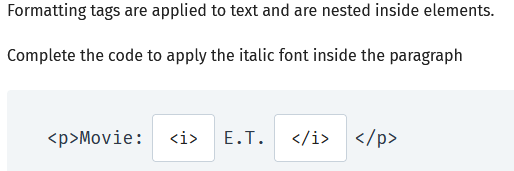 Formatting tags are applied to text and are nested inside elements.
Complete the code to apply the italic font inside the paragraph
<p>Movie: <i> E.T. </i> </p>